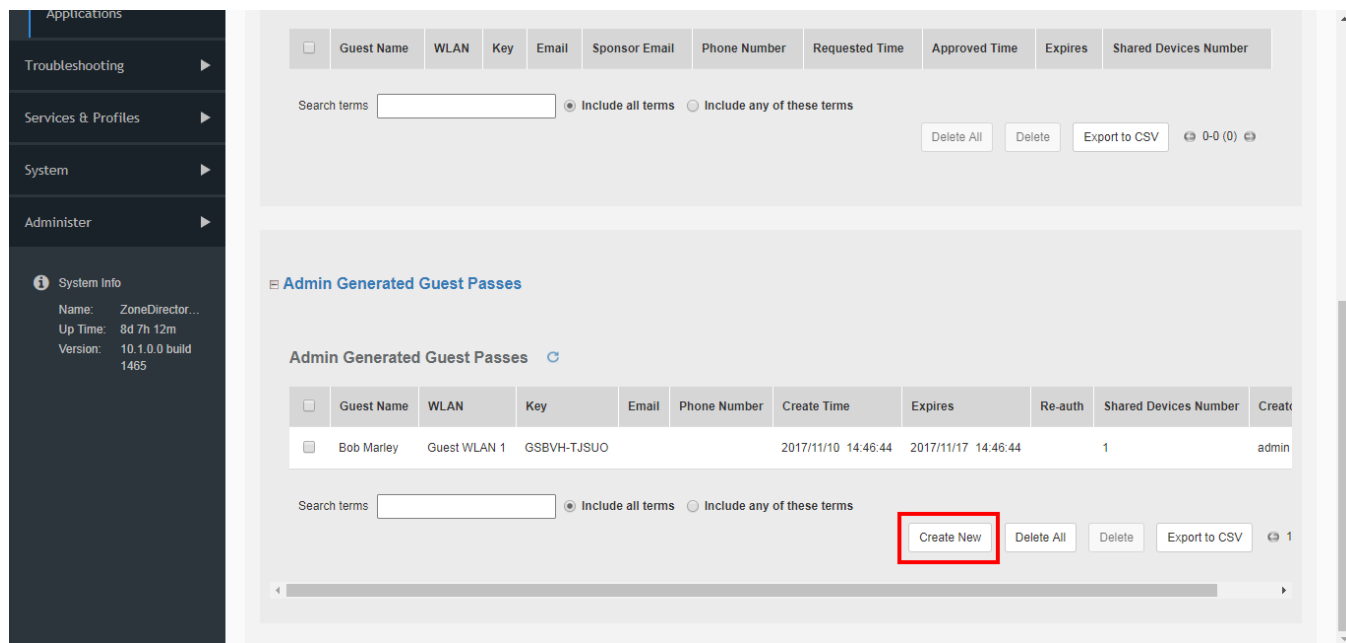 Applications
Troubleshooting
Services & Profiles
System
Administer
System Info
Name: ZoneDirector...
Up Time: 8d 7h 12m
Version: 10.1.0.0 build
1465
Guest Name WLAN Key Email Sponsor Email Phone Number Requested Time Approved Time Expires Shared Devices Number
Search terms Include all terms Include any of these terms
Delete All Delete Export to CSV 0-0 (0)
Admin Generated Guest Passes
Admin Generated Guest Passes
Guest Name WLAN Key Email Phone Number Create Time Expires Re-auth Shared Devices Number
Bob Marley Guest WLAN 1 GSBVH-TJSUO 2017/11/10 14:46:44 2017/11/17 14:46:44 1 admin
Search terms Include all terms Include any of these terms
Create New Delete All Delete Export to CSV 1